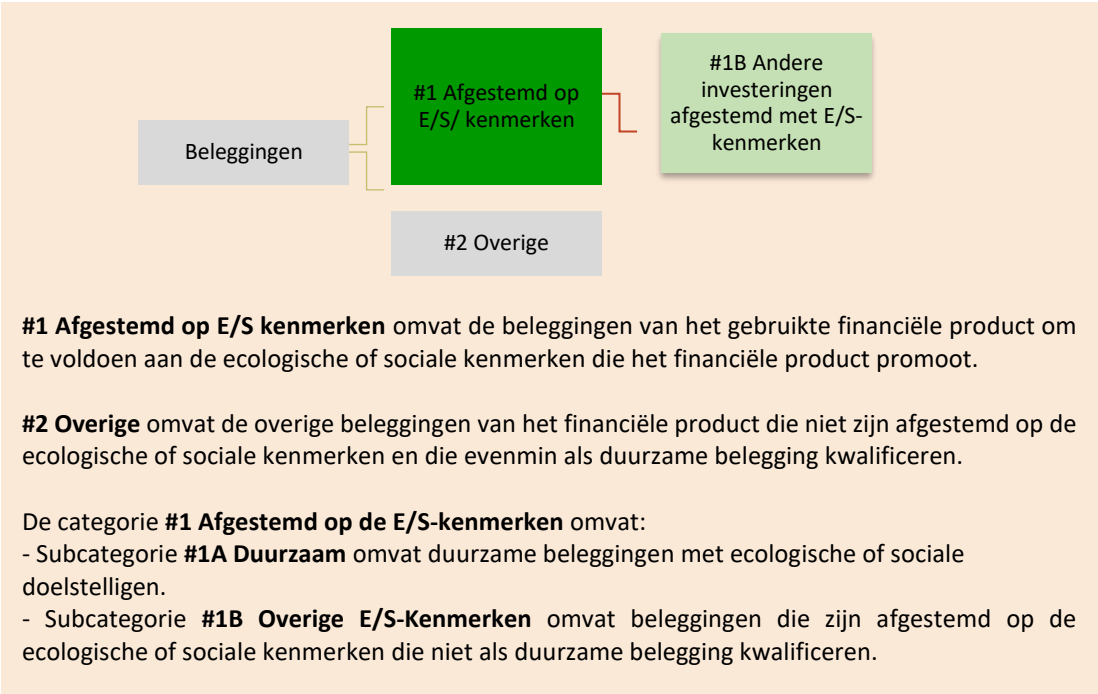 #1 Afgestemd op
E/S/ kenmerken
#1B Andere
investeringen
afgestemd met E/S-
kenmerken
Beleggingen
#2 Overige
#1 Afgestemd op E/S kenmerken omvat de beleggingen van het gebruikte financiële product om
te voldoen aan de ecologische of sociale kenmerken die het financiële product promoot.
#2 Overige omvat de overige beleggingen van het financiële product die niet zijn afgestemd op de
ecologische of sociale kenmerken en die evenmin als duurzame belegging kwalificeren.
De categorie #1 Afgestemd op de E/S-kenmerken omvat:
- Subcategorie #1A Duurzaam omvat duurzame beleggingen met ecologische of sociale
doelstelligen.
- Subcategorie #1B Overige E/S-Kenmerken omvat beleggingen die zijn afgestemd op de
ecologische of sociale kenmerken die niet als duurzame belegging kwalificeren.